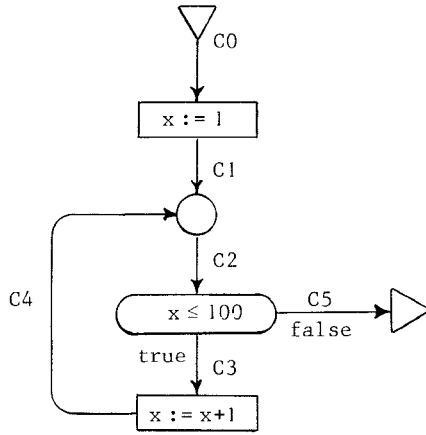 C0
x := 1
C1
C2
C4
x ≤ 100
C5
false
true
C3
x := x+1